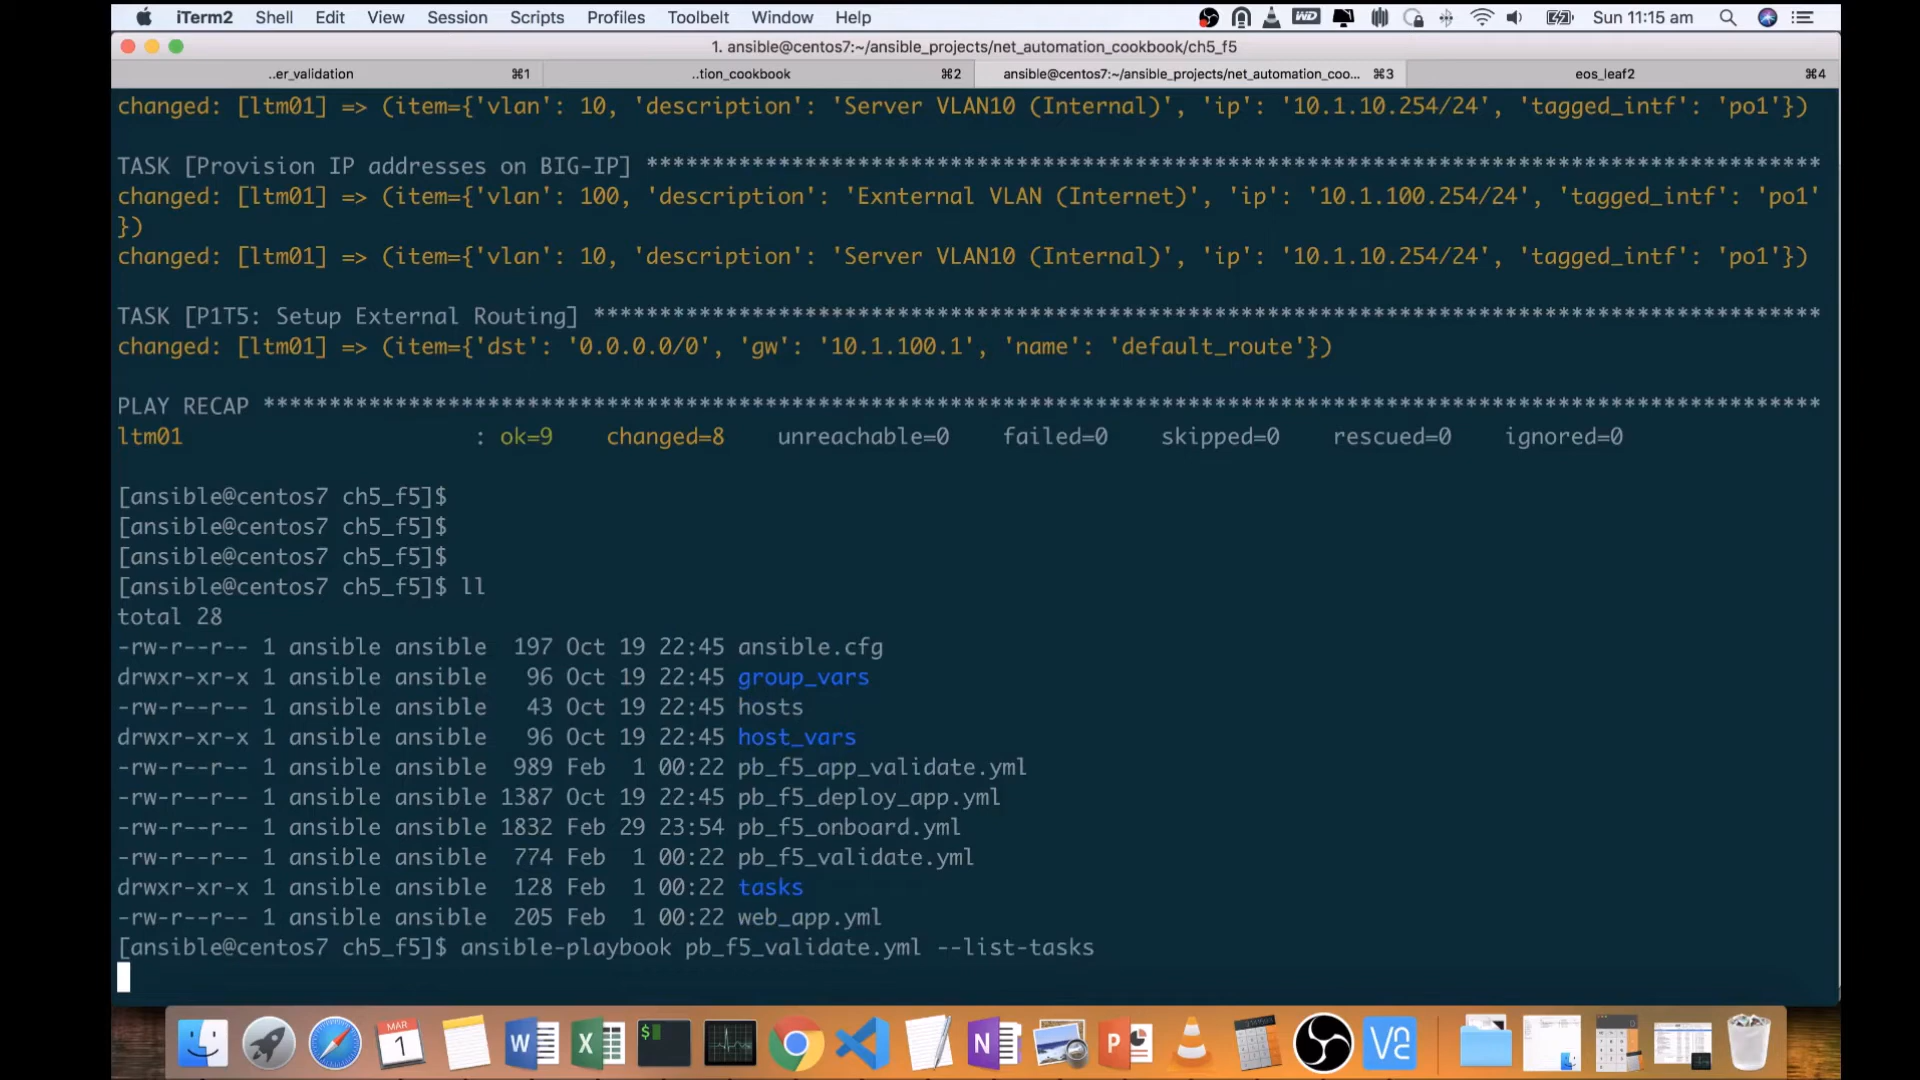 iTerm2 Shell Edit View Session Scripts Profiles Toolbelt Window Help WD Sun 11:15 am
1. ansible@centos7:~/ansible_projects/net_automation_cookbook/ch5_f5
..er_validation ⌘1 ..tion_cookbook ⌘2 ansible@centos7:~/ansible_projects/net_automation_coo... ⌘3 eos_leaf2 ⌘4
changed: [ltm01] => (item={'vlan': 10, 'description': 'Server VLAN10 (Internal)', 'ip': '10.1.10.254/24', 'tagged_intf': 'po1'})
TASK [Provision IP addresses on BIG-IP] *****************************************************************************************
changed: [ltm01] => (item={'vlan': 100, 'description': 'Exnternal VLAN (Internet)', 'ip': '10.1.100.254/24', 'tagged_intf': 'po1'
})
changed: [ltm01] => (item={'vlan': 10, 'description': 'Server VLAN10 (Internal)', 'ip': '10.1.10.254/24', 'tagged_intf': 'po1'})
TASK [P1T5: Setup External Routing] *********************************************************************************************
changed: [ltm01] => (item={'dst': '0.0.0.0/0', 'gw': '10.1.100.1', 'name': 'default_route'})
PLAY RECAP **********************************************************************************************************************
ltm01 : ok=9 changed=8 unreachable=0 failed=0 skipped=0 rescued=0 ignored=0
[ansible@centos7 ch5_f5]$
[ansible@centos7 ch5_f5]$
[ansible@centos7 ch5_f5]$
[ansible@centos7 ch5_f5]$ ll
total 28
-rw-r--r-- 1 ansible ansible 197 Oct 19 22:45 ansible.cfg
drwxr-xr-x 1 ansible ansible 96 Oct 19 22:45 group_vars
-rw-r--r-- 1 ansible ansible 43 Oct 19 22:45 hosts
drwxr-xr-x 1 ansible ansible 96 Oct 19 22:45 host_vars
-rw-r--r-- 1 ansible ansible 989 Feb 1 00:22 pb_f5_app_validate.yml
-rw-r--r-- 1 ansible ansible 1387 Oct 19 22:45 pb_f5_deploy_app.yml
-rw-r--r-- 1 ansible ansible 1832 Feb 29 23:54 pb_f5_onboard.yml
-rw-r--r-- 1 ansible ansible 774 Feb 1 00:22 pb_f5_validate.yml
drwxr-xr-x 1 ansible ansible 128 Feb 1 00:22 tasks
-rw-r--r-- 1 ansible ansible 205 Feb 1 00:22 web_app.yml
[ansible@centos7 ch5_f5]$ ansible-playbook pb_f5_validate.yml --list-tasks
MAR 1 W X $ N P V2